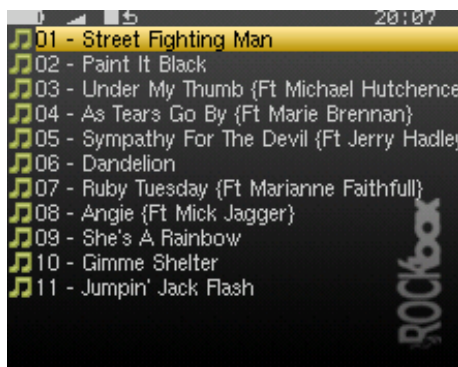 20:07
01 - Street Fighting Man
02 - Paint It Black
03 - Under My Thumb {Ft Michael Hutchence
04 - As Tears Go By {Ft Marie Brennan}
05 - Sympathy For The Devil {Ft Jerry Hadley
06 - Dandelion
07 - Ruby Tuesday {Ft Marianne Faithfull}
08 - Angie {Ft Mick Jagger}
09 - She's A Rainbow
10 - Gimme Shelter
11 - Jumpin' Jack Flash
ROCKbox